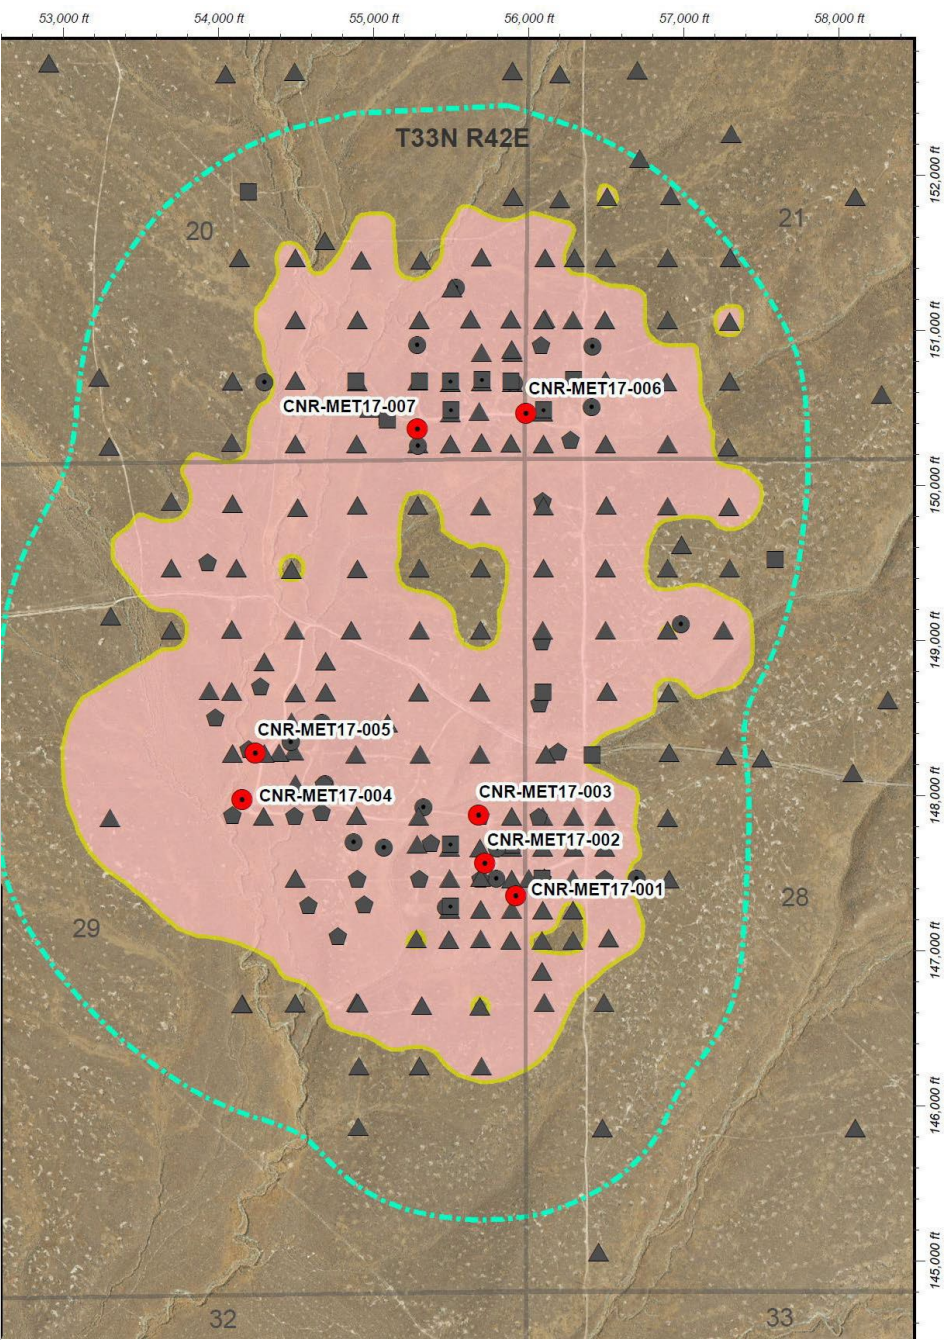 53,000 ft 54,000 ft 55,000 ft 56,000 ft 57,000 ft 58,000 ft
T33N R42E
152,000 ft
20
21
151,000 ft
CNR-MET17-006
CNR-MET17-007
150,000 ft
149,000 ft
CNR-MET17-005
148,000 ft
CNR-MET17-004
CNR-MET17-003
CNR-MET17-002
CNR-MET17-001
28
29
147,000 ft
146,000 ft
145,000 ft
32
33